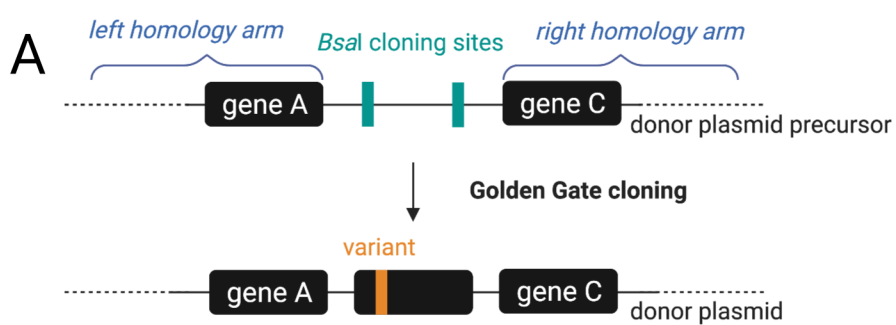 A
left homology arm
BsaI cloning sites
right homology arm
gene A
gene C
donor plasmid precursor
Golden Gate cloning
variant
gene A
gene C
donor plasmid